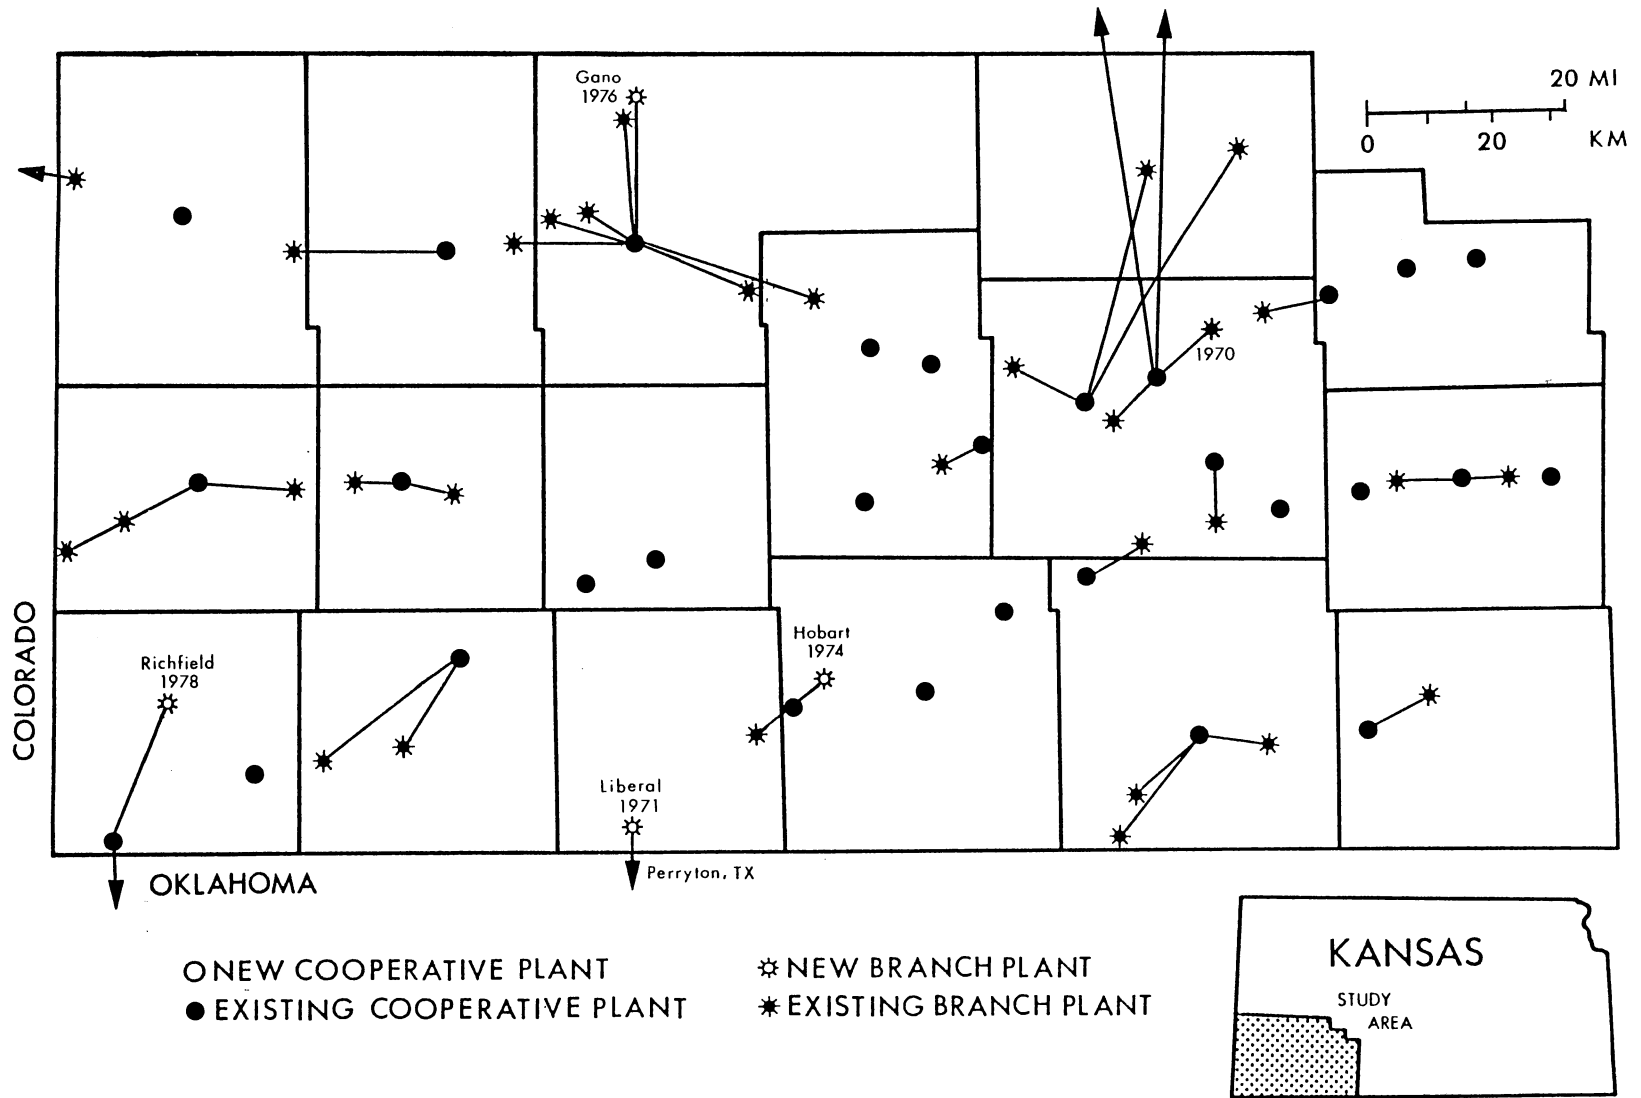 Gano
1976
20 MI
0
20
KM
1970
COLORADO
Richfield
1978
Hobart
1974
Liberal
1971
Perryton, TX
OKLAHOMA
NEW COOPERATIVE PLANT
EXISTING COOPERATIVE PLANT
NEW BRANCH PLANT
EXISTING BRANCH PLANT
KANSAS
STUDY
AREA